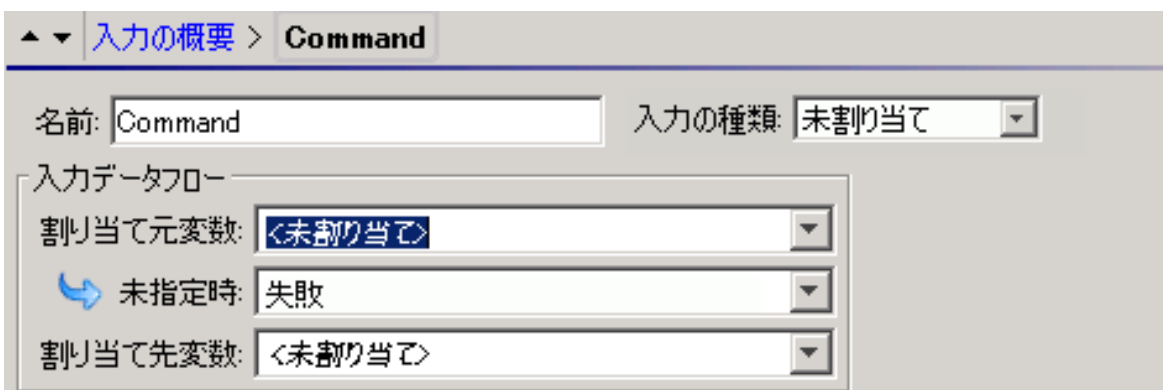 入力の概要 > Command
名前: Command 入力の種類: 未割り当て
入力データフロー
割り当て元変数: <未割り当て>
未指定時: 失敗
割り当て先変数: <未割り当て>